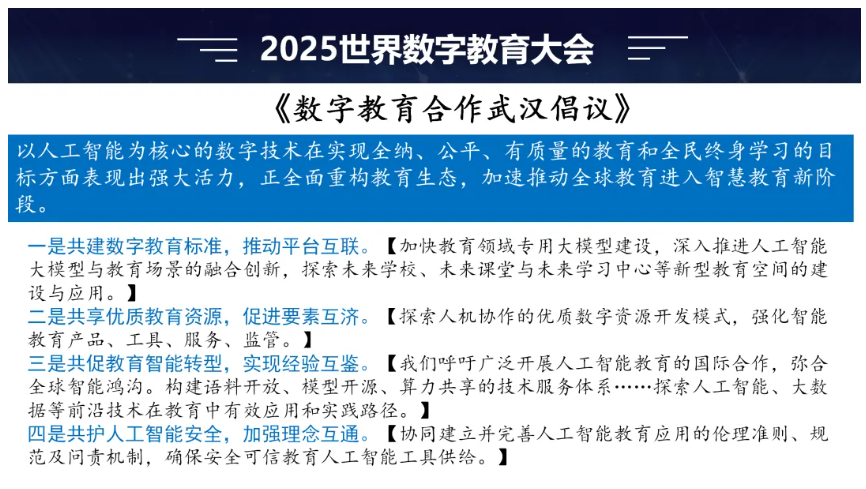 2025世界数字教育大会
《数字教育合作武汉倡议》
以人工智能为核心的数字技术在实现全纳、公平、有质量的教育和全民终身学习的目
标方面表现出强大活力，正全面重构教育生态，加速推动全球教育进入智慧教育新阶
段。
一是共建数字教育标准，推动平台互联。【加快教育领域专用大模型建设，深入推进人工智能
大模型与教育场景的融合创新，探索未来学校、未来课堂与未来学习中心等新型教育空间的建
设与应用。】
二是共享优质教育资源，促进要素互济。【探索人机协作的优质数字资源开发模式，强化智能
教育产品、工具、服务、监管。】
三是共促教育智能转型，实现经验互鉴。【我们呼吁广泛开展人工智能教育的国际合作，弥合
全球智能鸿沟。构建语料开放、模型开源、算力共享的技术服务体系……探索人工智能、大数
据等前沿技术在教育中有效应用和实践路径。】
四是共护人工智能安全，加强理念互通。【协同建立并完善人工智能教育应用的伦理准则、规
范及问责机制，确保安全可信教育人工智能工具供给。】